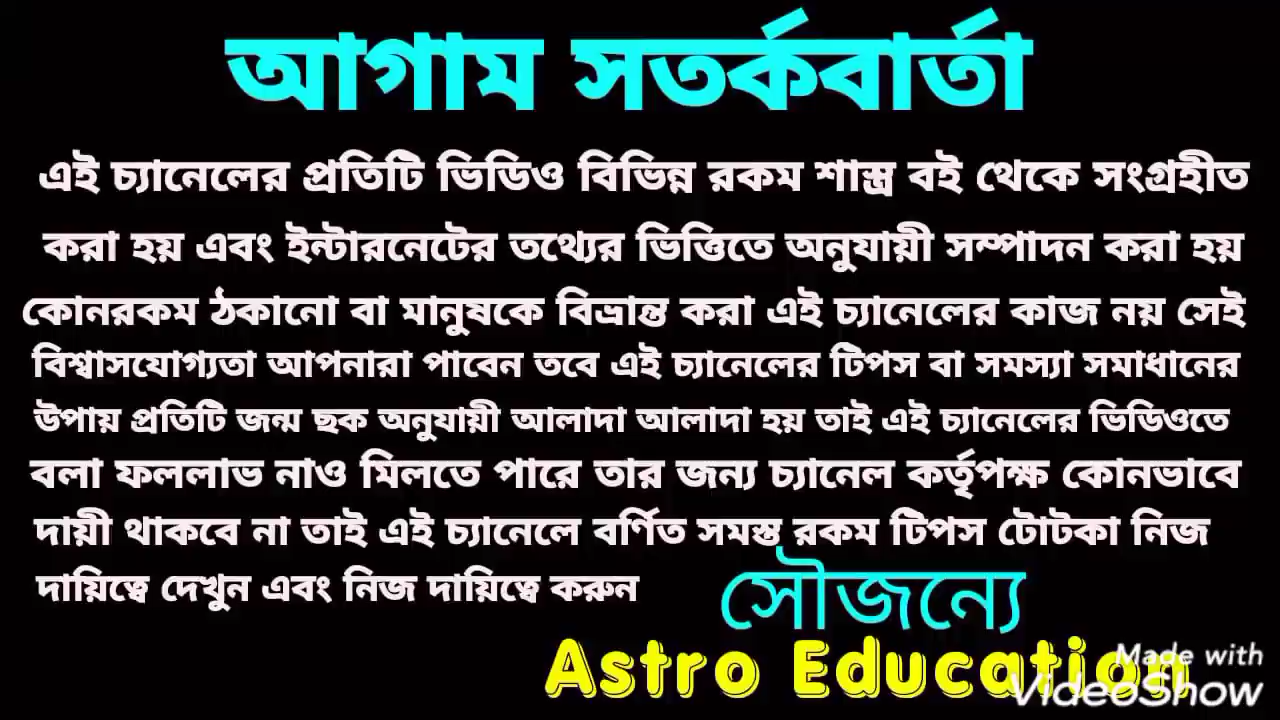 আগাম সতর্কবার্তা
এই চ্যানেলের প্রতিটি ভিডিও বিভিন্ন রকম শাস্ত্র বই থেকে সংগ্রহীত
করা হয় এবং ইন্টারনেটের তথ্যের ভিত্তিতে অনুযায়ী সম্পাদন করা হয়
কোনরকম ঠকানো বা মানুষকে বিভ্রান্ত করা এই চ্যানেলের কাজ নয় সেই
বিশ্বাসযোগ্যতা আপনারা পাবেন তবে এই চ্যানেলের টিপস বা সমস্যা সমাধানের
উপায় প্রতিটি জন্ম ছক অনুযায়ী আলাদা আলাদা হয় তাই এই চ্যানেলের ভিডিওতে
বলা ফললাভ নাও মিলতে পারে তার জন্য চ্যানেল কর্তৃপক্ষ কোনভাবে
দায়ী থাকবে না তাই এই চ্যানেলে বর্ণিত সমস্ত রকম টিপস টোটকা নিজ
দায়িত্বে দেখুন এবং নিজ দায়িত্বে করুন
সৌজন্যে
Astro Education
Made with
VideoShow